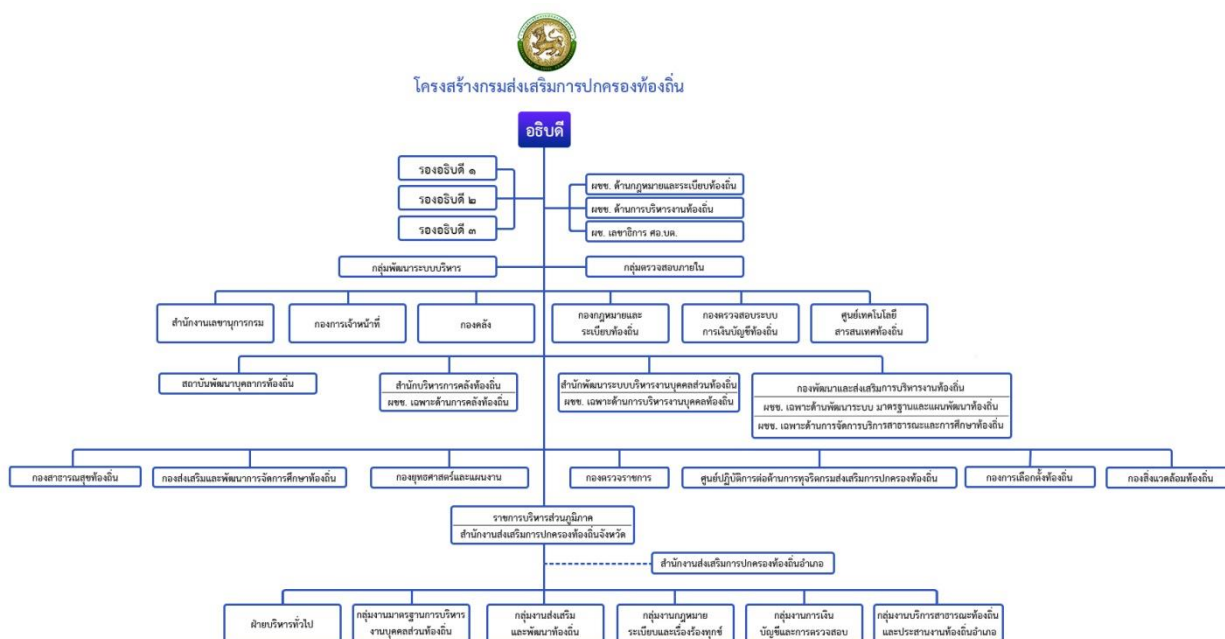 โครงสร้างกรมส่งเสริมการปกครองท้องถิ่น
อธิบดี
รองอธิบดี ๑
รองอธิบดี ๒
รองอธิบดี ๓
ผชช. ด้านกฎหมายและระเบียบท้องถิ่น
ผชช. ด้านการบริหารงานท้องถิ่น
ผช. เลขาธิการ ศอ.บต.
กลุ่มพัฒนาระบบบริหาร
กลุ่มตรวจสอบภายใน
สำนักงานเลขานุการกรม
กองการเจ้าหน้าที่
กองคลัง
กองกฎหมายและ
ระเบียบท้องถิ่น
กองตรวจสอบระบบ
การเงินบัญชีท้องถิ่น
ศูนย์เทคโนโลยี
สารสนเทศท้องถิ่น
สถาบันพัฒนาบุคลากรท้องถิ่น
สำนักบริหารการคลังท้องถิ่น
ผชช. เฉพาะด้านการคลังท้องถิ่น
สำนักพัฒนาระบบบริหารงานบุคคลส่วนท้องถิ่น
ผชช. เฉพาะด้านการบริหารงานบุคคลท้องถิ่น
กองพัฒนาและส่งเสริมการบริหารงานท้องถิ่น
ผชช. เฉพาะด้านพัฒนาระบบ มาตรฐานและแผนพัฒนาท้องถิ่น
ผชช. เฉพาะด้านการจัดการบริการสาธารณะและการศึกษาท้องถิ่น
กองสาธารณสุขท้องถิ่น
กองส่งเสริมและพัฒนาการจัดการศึกษาท้องถิ่น
กองยุทธศาสตร์และแผนงาน
กองตรวจราชการ
ศูนย์ปฏิบัติการต่อต้านการทุจริตกรมส่งเสริมการปกครองท้องถิ่น
กองการเลือกตั้งท้องถิ่น
กองสิ่งแวดล้อมท้องถิ่น
ราชการบริหารส่วนภูมิภาค
สำนักงานส่งเสริมการปกครองท้องถิ่นจังหวัด
สำนักงานส่งเสริมการปกครองท้องถิ่นอำเภอ
ฝ่ายบริหารทั่วไป
กลุ่มงานมาตรฐานการบริหาร
งานบุคคลส่วนท้องถิ่น
กลุ่มงานส่งเสริม
และพัฒนาท้องถิ่น
กลุ่มงานกฎหมาย
ระเบียบและเรื่องร้องทุกข์
กลุ่มงานการเงิน
บัญชีและการตรวจสอบ
กลุ่มงานบริการสาธารณะท้องถิ่น
และประสานงานท้องถิ่นอำเภอ